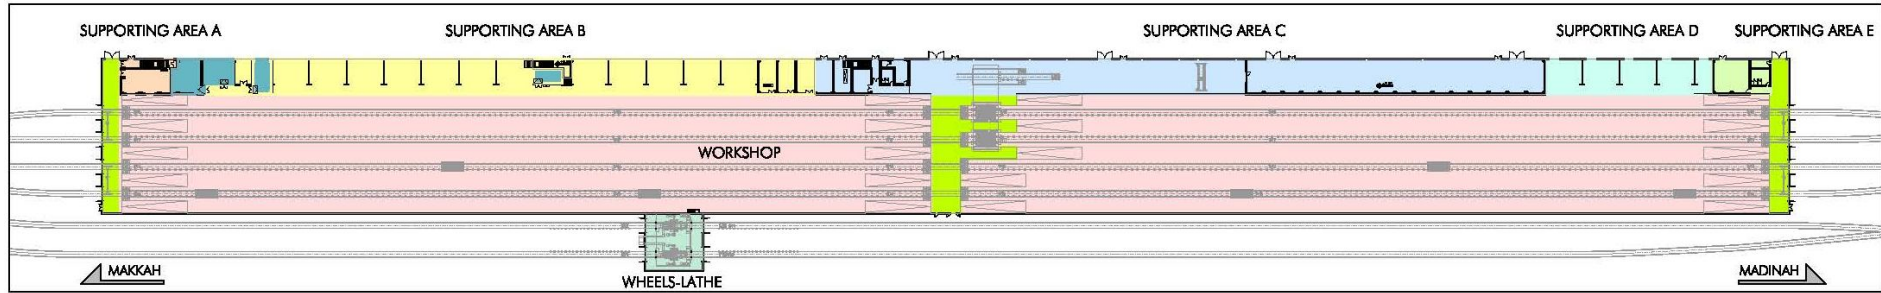 SUPPORTING AREA A
SUPPORTING AREA B
SUPPORTING AREA C
SUPPORTING AREA D
SUPPORTING AREA E
WORKSHOP
MAKKAH
WHEELS-LATHE
MADINAH